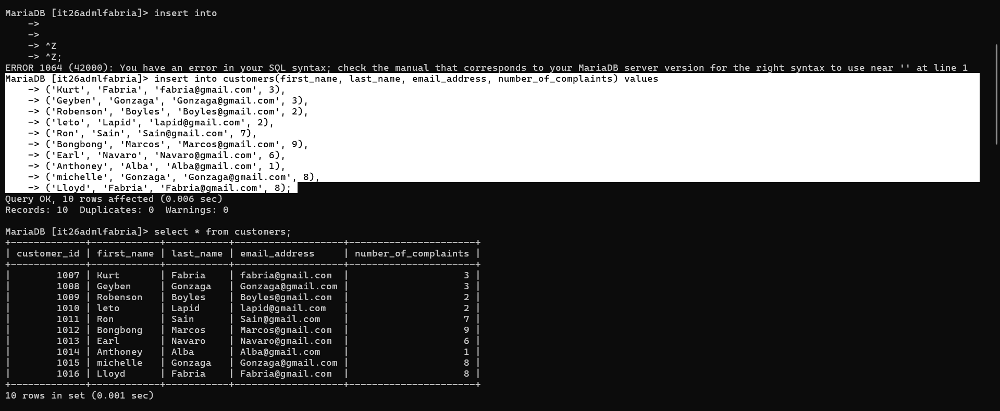 MariaDB [it26admlfabria]> insert into
    ->
    ->
    -> ^Z
    -> ^Z;
ERROR 1064 (42000): You have an error in your SQL syntax; check the manual that corresponds to your MariaDB server version for the right syntax to use near '' at line 1
MariaDB [it26admlfabria]> insert into customers(first_name, last_name, email_address, number_of_complaints) values
    -> ('Kurt', 'Fabria', 'fabria@gmail.com', 3),
    -> ('Geyben', 'Gonzaga', 'Gonzaga@gmail.com', 3),
    -> ('Robenson', 'Boyles', 'Boyles@gmail.com', 2),
    -> ('leto', 'Lapid', 'lapid@gmail.com', 2),
    -> ('Ron', 'Sain', 'Sain@gmail.com', 7),
    -> ('Bongbong', 'Marcos', 'Marcos@gmail.com', 9),
    -> ('Earl', 'Navaro', 'Navaro@gmail.com', 6),
    -> ('Anthoney', 'Alba', 'Alba@gmail.com', 1),
    -> ('michelle', 'Gonzaga', 'Gonzaga@gmail.com', 8),
    -> ('Lloyd', 'Fabria', 'Fabria@gmail.com', 8);
Query OK, 10 rows affected (0.006 sec)
Records: 10  Duplicates: 0  Warnings: 0

MariaDB [it26admlfabria]> select * from customers;
+-------------+------------+-----------+-------------------+----------------------+
| customer_id | first_name | last_name | email_address     | number_of_complaints |
+-------------+------------+-----------+-------------------+----------------------+
|        1007 | Kurt       | Fabria    | fabria@gmail.com  |                    3 |
|        1008 | Geyben     | Gonzaga   | Gonzaga@gmail.com |                    3 |
|        1009 | Robenson   | Boyles    | Boyles@gmail.com  |                    2 |
|        1010 | leto       | Lapid     | lapid@gmail.com   |                    2 |
|        1011 | Ron        | Sain      | Sain@gmail.com    |                    7 |
|        1012 | Bongbong   | Marcos    | Marcos@gmail.com  |                    9 |
|        1013 | Earl       | Navaro    | Navaro@gmail.com  |                    6 |
|        1014 | Anthoney   | Alba      | Alba@gmail.com    |                    1 |
|        1015 | michelle   | Gonzaga   | Gonzaga@gmail.com |                    8 |
|        1016 | Lloyd      | Fabria    | Fabria@gmail.com  |                    8 |
+-------------+------------+-----------+-------------------+----------------------+
10 rows in set (0.001 sec)